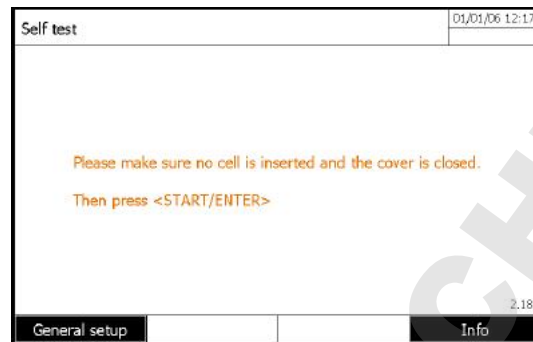 Self test
01/01/06 12:17
Please make sure no cell is inserted and the cover is closed.
Then press <START/ENTER>
2.18
General setup
Info